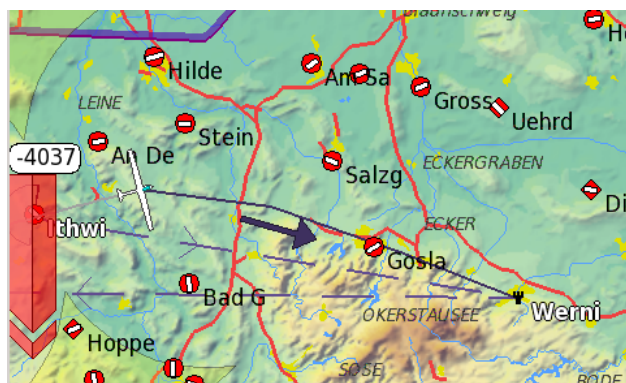 Braunschweig
Hilde
Am Sa
Gross
LEINE
Uehrd
Stein
An De
-4037
ECKERGRABEN
Salzg
Di
Ithwi
ECKER
Gosla
Bad G
Werni
OKERSTAUSEE
Hoppe
SOSE
BODE